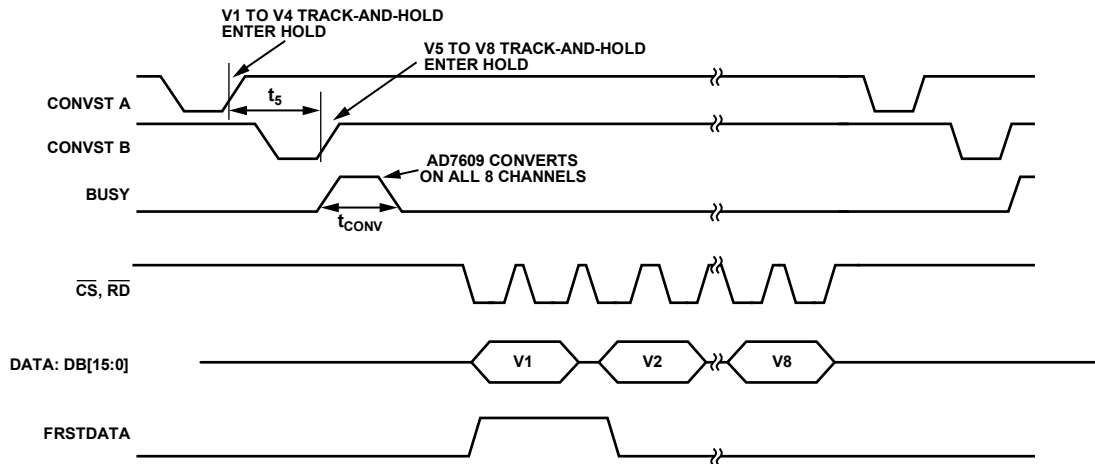 V1 TO V4 TRACK-AND-HOLD
ENTER HOLD
V5 TO V8 TRACK-AND-HOLD
ENTER HOLD
CONVST A
t5
CONVST B
AD7609 CONVERTS
ON ALL 8 CHANNELS
BUSY
tCONV
CS, RD
DATA: DB[15:0]
V1
V2
V8
FRSTDATA